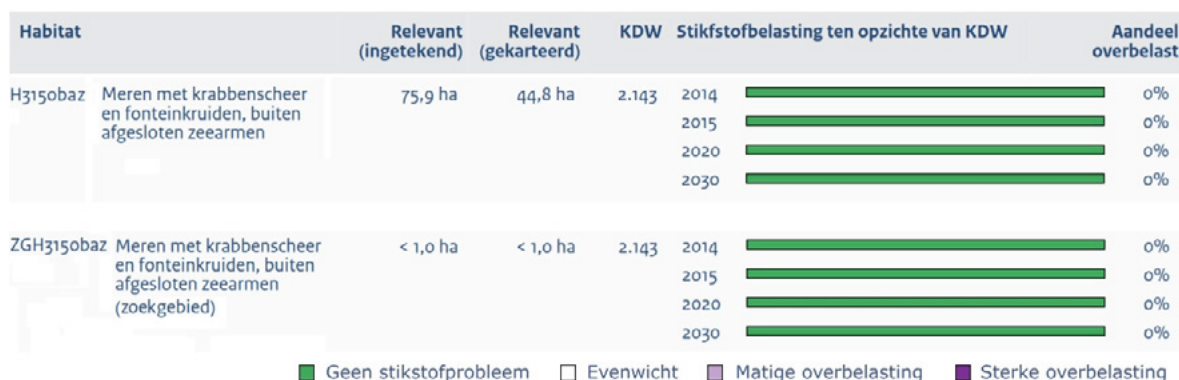 Habitat Relevant (ingetekend) Relevant (gekarteerd) KDW Stikfstofbelasting ten opzichte van KDW Aandeel overbelast
H3150baz Meren met krabbenscheer 75,9 ha 44,8 ha 2.143 2014 0%
en fonteinkruiden, buiten 2015 0%
afgesloten zeearmen 2020 0%
2030 0%
ZGH3150baz Meren met krabbenscheer < 1,0 ha < 1,0 ha 2.143 2014 0%
en fonteinkruiden, buiten 2015 0%
afgesloten zeearmen 2020 0%
(zoekgebied) 2030 0%
Geen stikstofprobleem Evenwicht Matige overbelasting Sterke overbelasting